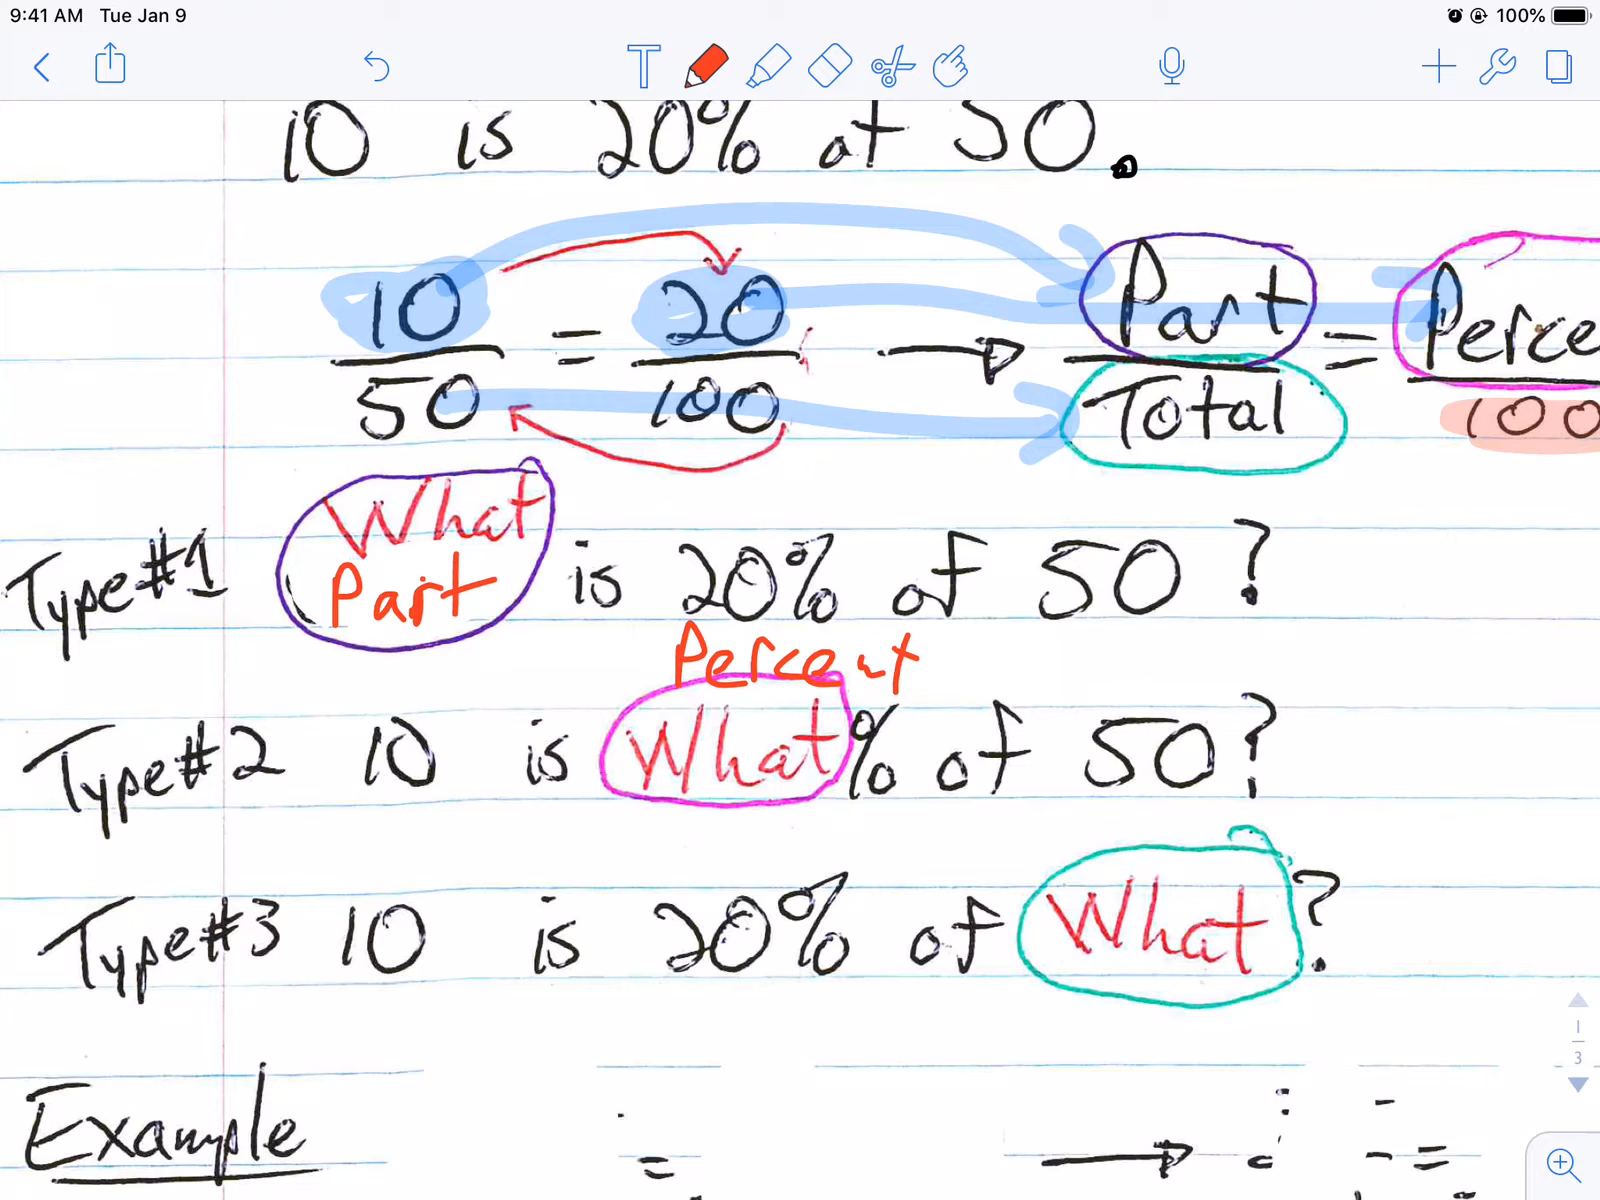 9:41 AM Tue Jan 9 100%
T
10 is 20% of 50.
10 = 20 → Part = Perce
50 100 Total 100
What
Type #1 Part is 20% of 50?
Percent
Type #2 10 is What % of 50?
Type #3 10 is 20% of What?
1
3
Example
= → =